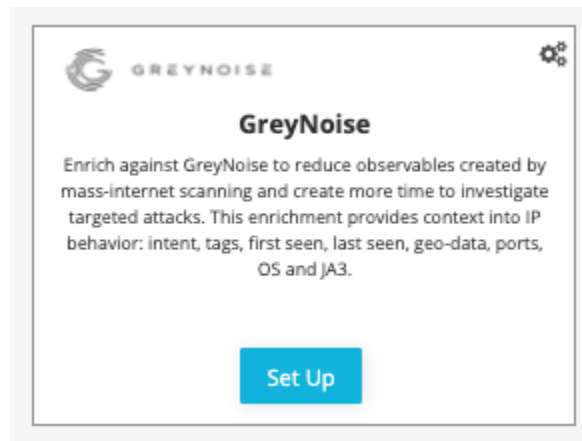 GREYNOISE
GreyNoise
Enrich against GreyNoise to reduce observables created by
mass-internet scanning and create more time to investigate
targeted attacks. This enrichment provides context into IP
behavior: intent, tags, first seen, last seen, geo-data, ports,
OS and JA3.
Set Up